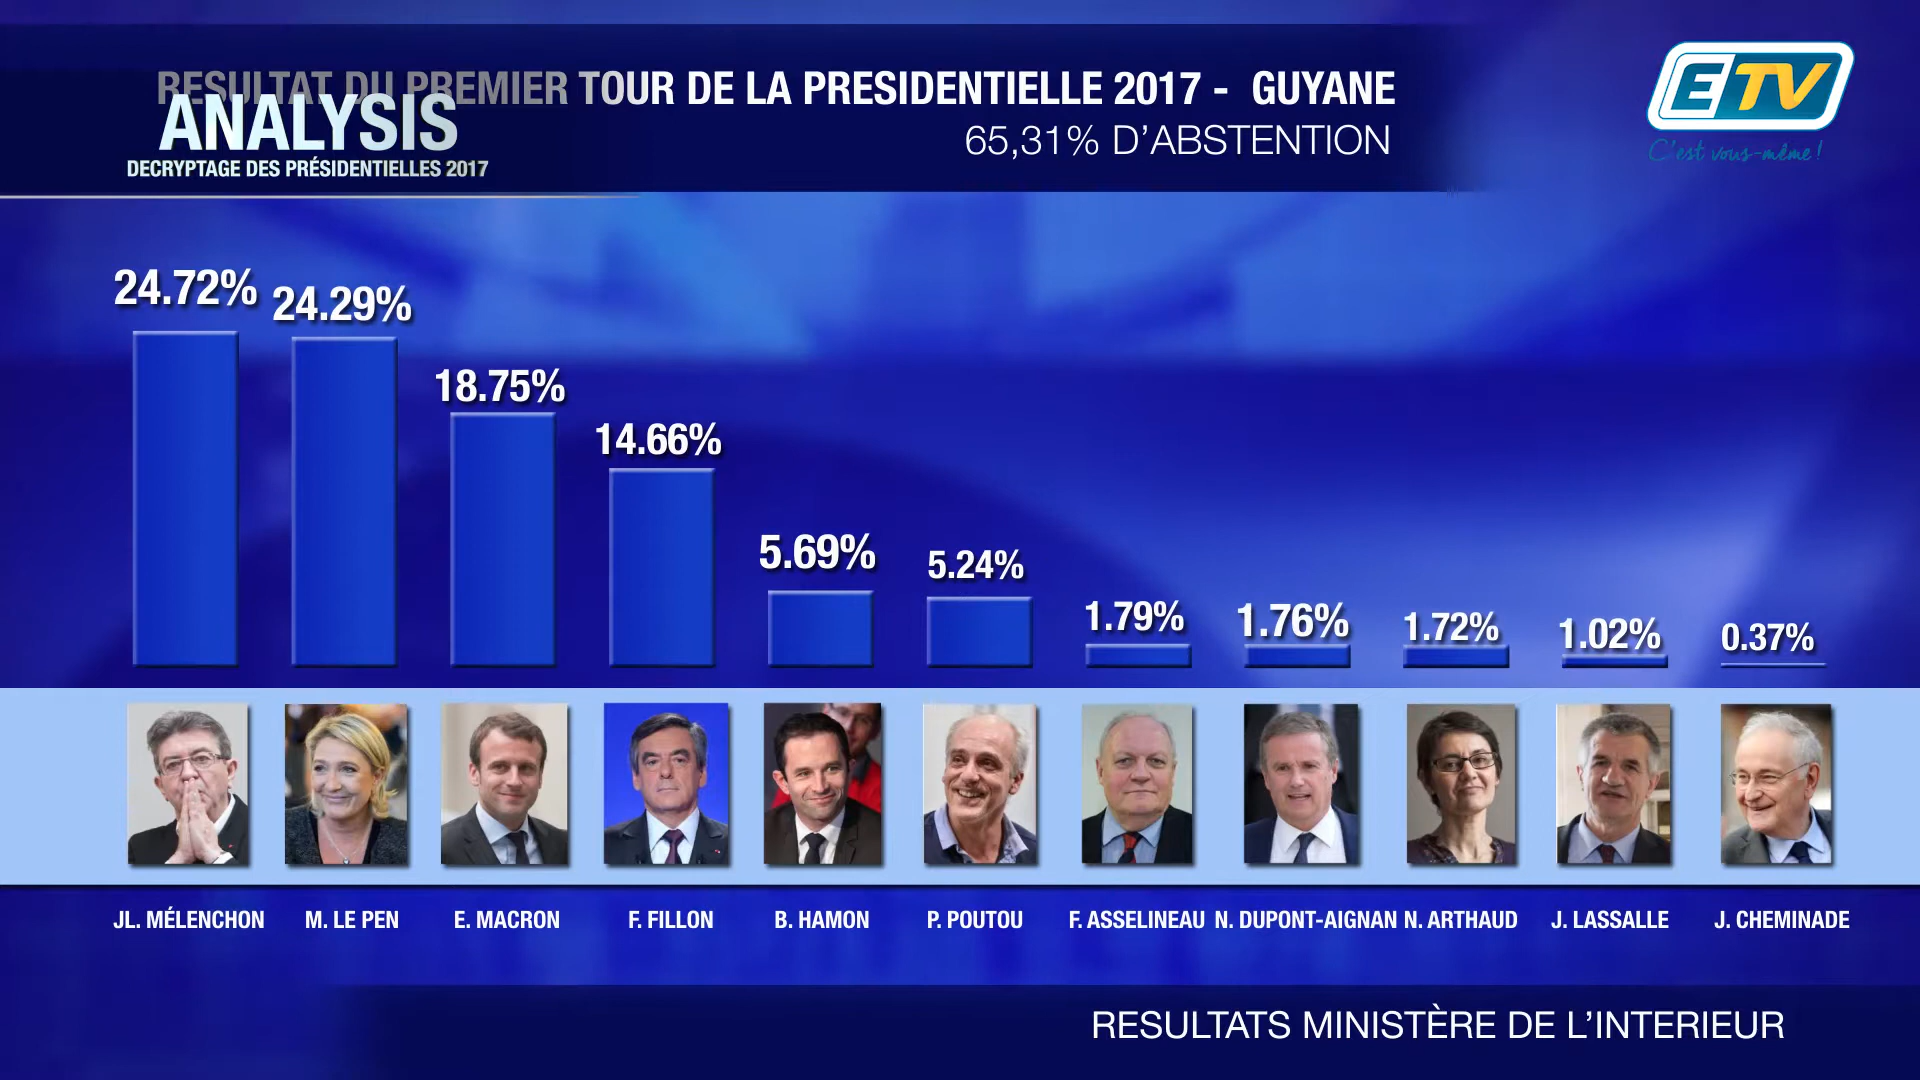 RESULTAT DU PREMIER TOUR DE LA PRESIDENTIELLE 2017 - GUYANE
ANALYSIS
65,31% D'ABSTENTION
DECRYPTAGE DES PRÉSIDENTIELLES 2017
ETV
C'est vous-même !
24.72% 24.29% 18.75% 14.66% 5.69% 5.24% 1.79% 1.76% 1.72% 1.02% 0.37%
JL. MÉLENCHON M. LE PEN E. MACRON F. FILLON B. HAMON P. POUTOU F. ASSELINEAU N. DUPONT-AIGNAN N. ARTHAUD J. LASSALLE J. CHEMINADE
RESULTATS MINISTÈRE DE L'INTERIEUR